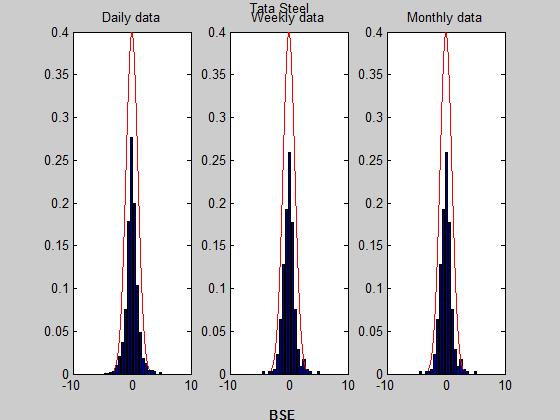 Tata Steel
Daily data Weekly data Monthly data
0.4 0.4 0.4
0.35 0.35 0.35
0.3 0.3 0.3
0.25 0.25 0.25
0.2 0.2 0.2
0.15 0.15 0.15
0.1 0.1 0.1
0.05 0.05 0.05
0 0 0
-10 0 10 -10 0 10 -10 0 10
BSE